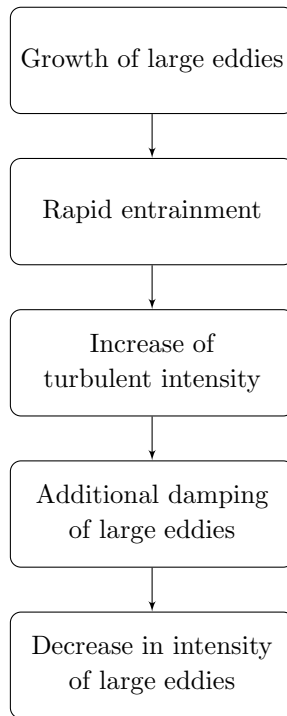 Growth of large eddies
Rapid entrainment
Increase of
turbulent intensity
Additional damping
of large eddies
Decrease in intensity
of large eddies